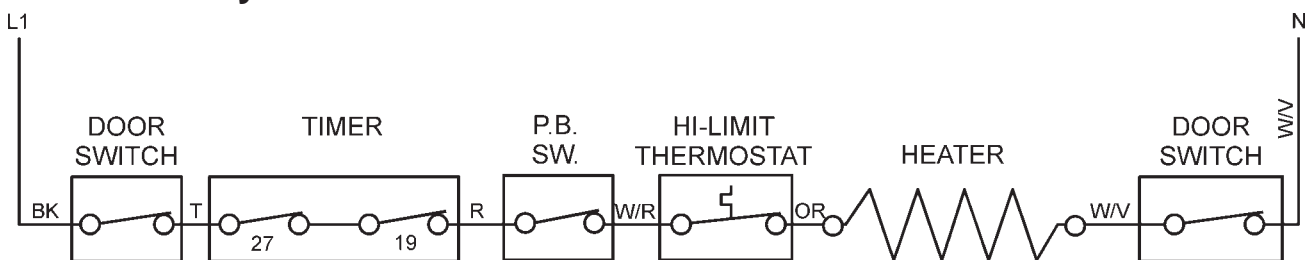 L1
N
DOOR
SWITCH
TIMER
P.B.
SW.
HI-LIMIT
THERMOSTAT
HEATER
DOOR
SWITCH
W/V
BK
T
27
19
R
W/R
OR
W/V